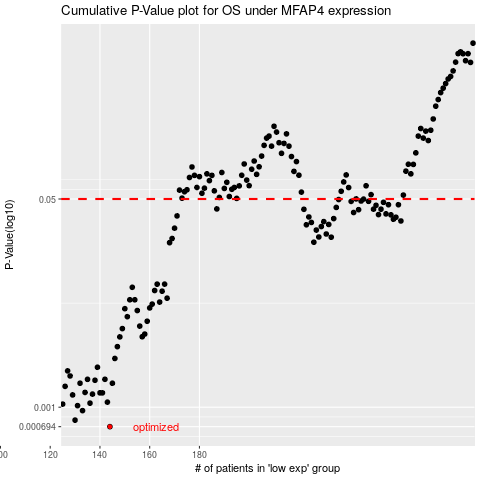 Cumulative P-Value plot for OS under MFAP4 expression
P-Value(log10)
0.05
0.001
0.000694
optimized
00 120 140 160 180
# of patients in 'low exp' group